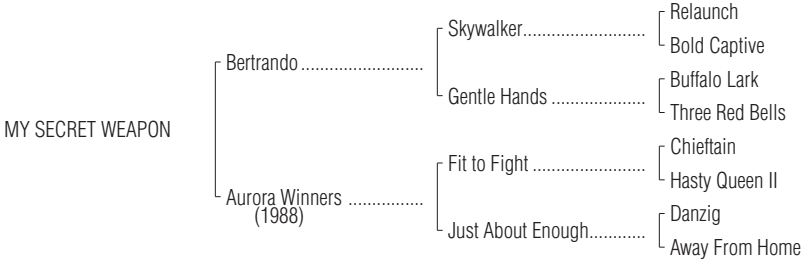 Relaunch
Skywalker..........................
Bold Captive
Bertrando ..........................
Buffalo Lark
Gentle Hands ....................
Three Red Bells
MY SECRET WEAPON
Chieftain
Fit to Fight ........................
Hasty Queen II
Aurora Winners ................
(1988)
Danzig
Just About Enough............
Away From Home